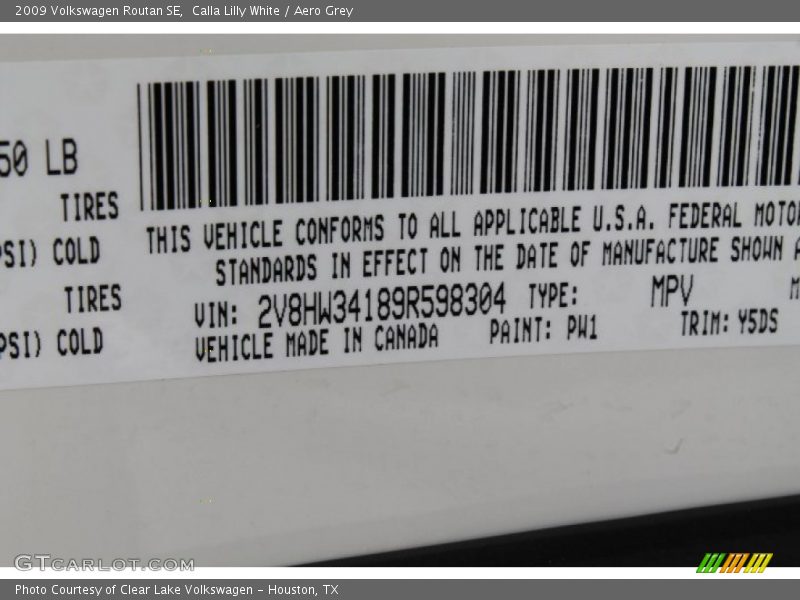 2009 Volkswagen Routan SE,  Calla Lilly White / Aero Grey
50 LB
TIRES
PSI) COLD
TIRES
PSI) COLD
THIS VEHICLE CONFORMS TO ALL APPLICABLE U.S.A. FEDERAL MOTOR
STANDARDS IN EFFECT ON THE DATE OF MANUFACTURE SHOWN A
VIN: 2V8HW34189R598304 TYPE: MPV M
VEHICLE MADE IN CANADA PAINT: PW1 TRIM: Y5DS
GTCARLOT.COM
Photo Courtesy of Clear Lake Volkswagen – Houston, TX